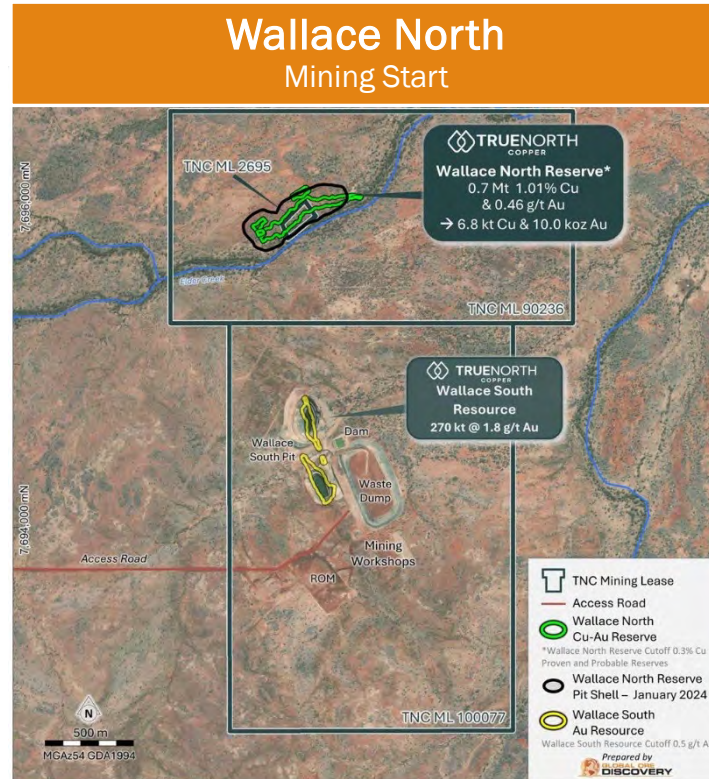 Wallace North
Mining Start
7,696,000 mN
TNC ML 2695
TRUENORTH
COPPER
Wallace North Reserve*
0.7 Mt 1.01% Cu
& 0.46 g/t Au
→ 6.8 kt Cu & 10.0 koz Au
TNC ML 90236
TRUENORTH
COPPER
Wallace South
Resource
270 kt @ 1.8 g/t Au
Dam
Wallace
South Pit
Waste
Dump
7,694,000 mN
Mining
Workshops
Access Road
ROM
TNC Mining Lease
Access Road
Wallace North
Cu-Au Reserve
*Wallace North Reserve Cutoff 0.3% Cu
Proven and Probable Reserves
Wallace North Reserve
Pit Shell – January 2024
Wallace South
Au Resource
Wallace South Resource Cutoff 0.5 g/t A
Prepared by
GLOBAL ORE
DISCOVERY
TNC ML 100077
N
500 m
MGAz54 GDA1994